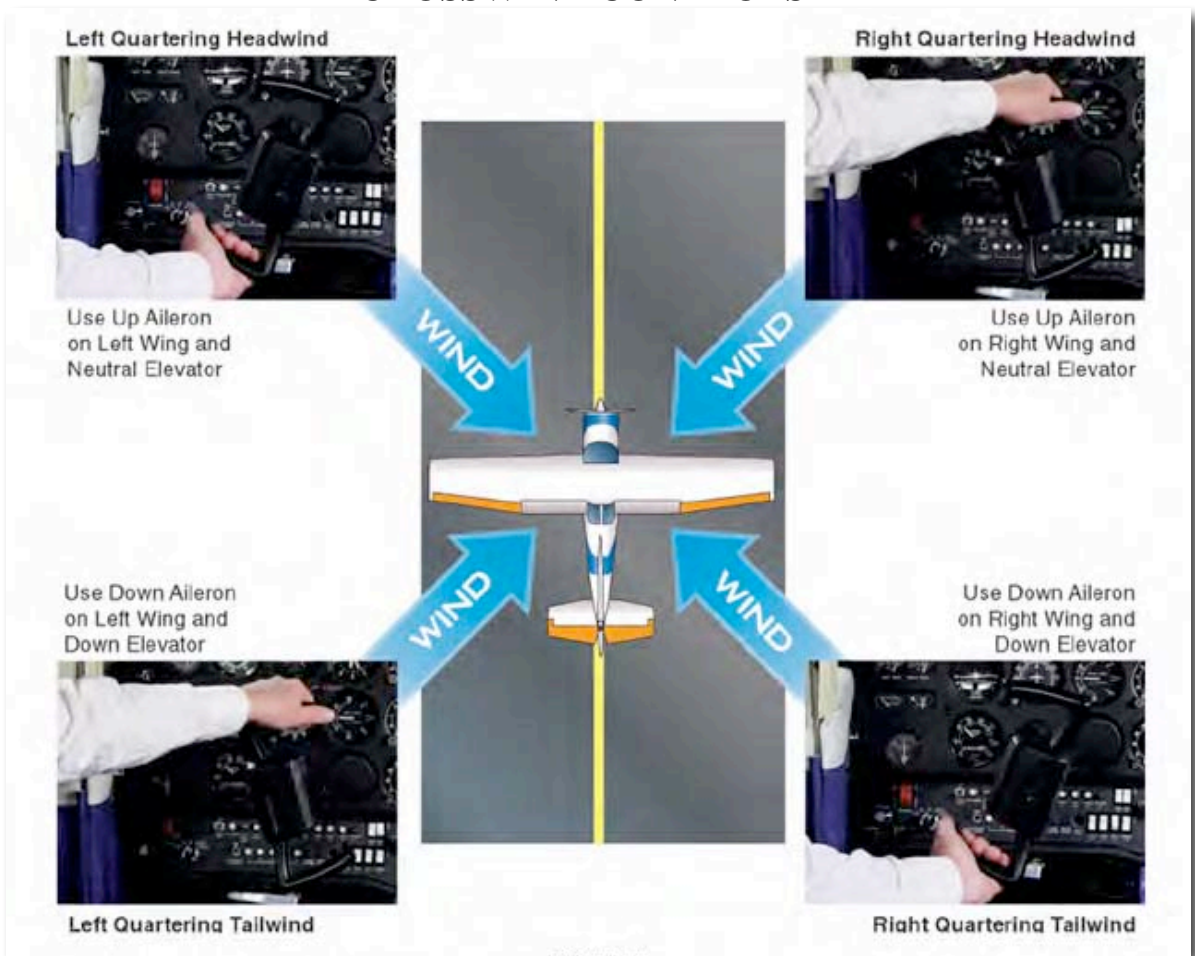 Left Quartering Headwind
Right Quartering Headwind
Use Up Aileron
on Left Wing and
Neutral Elevator
Use Up Aileron
on Right Wing and
Neutral Elevator
WIND
WIND
Use Down Aileron
on Left Wing and
Down Elevator
Use Down Aileron
on Right Wing and
Down Elevator
WIND
WIND
Left Quartering Tailwind
Right Quartering Tailwind